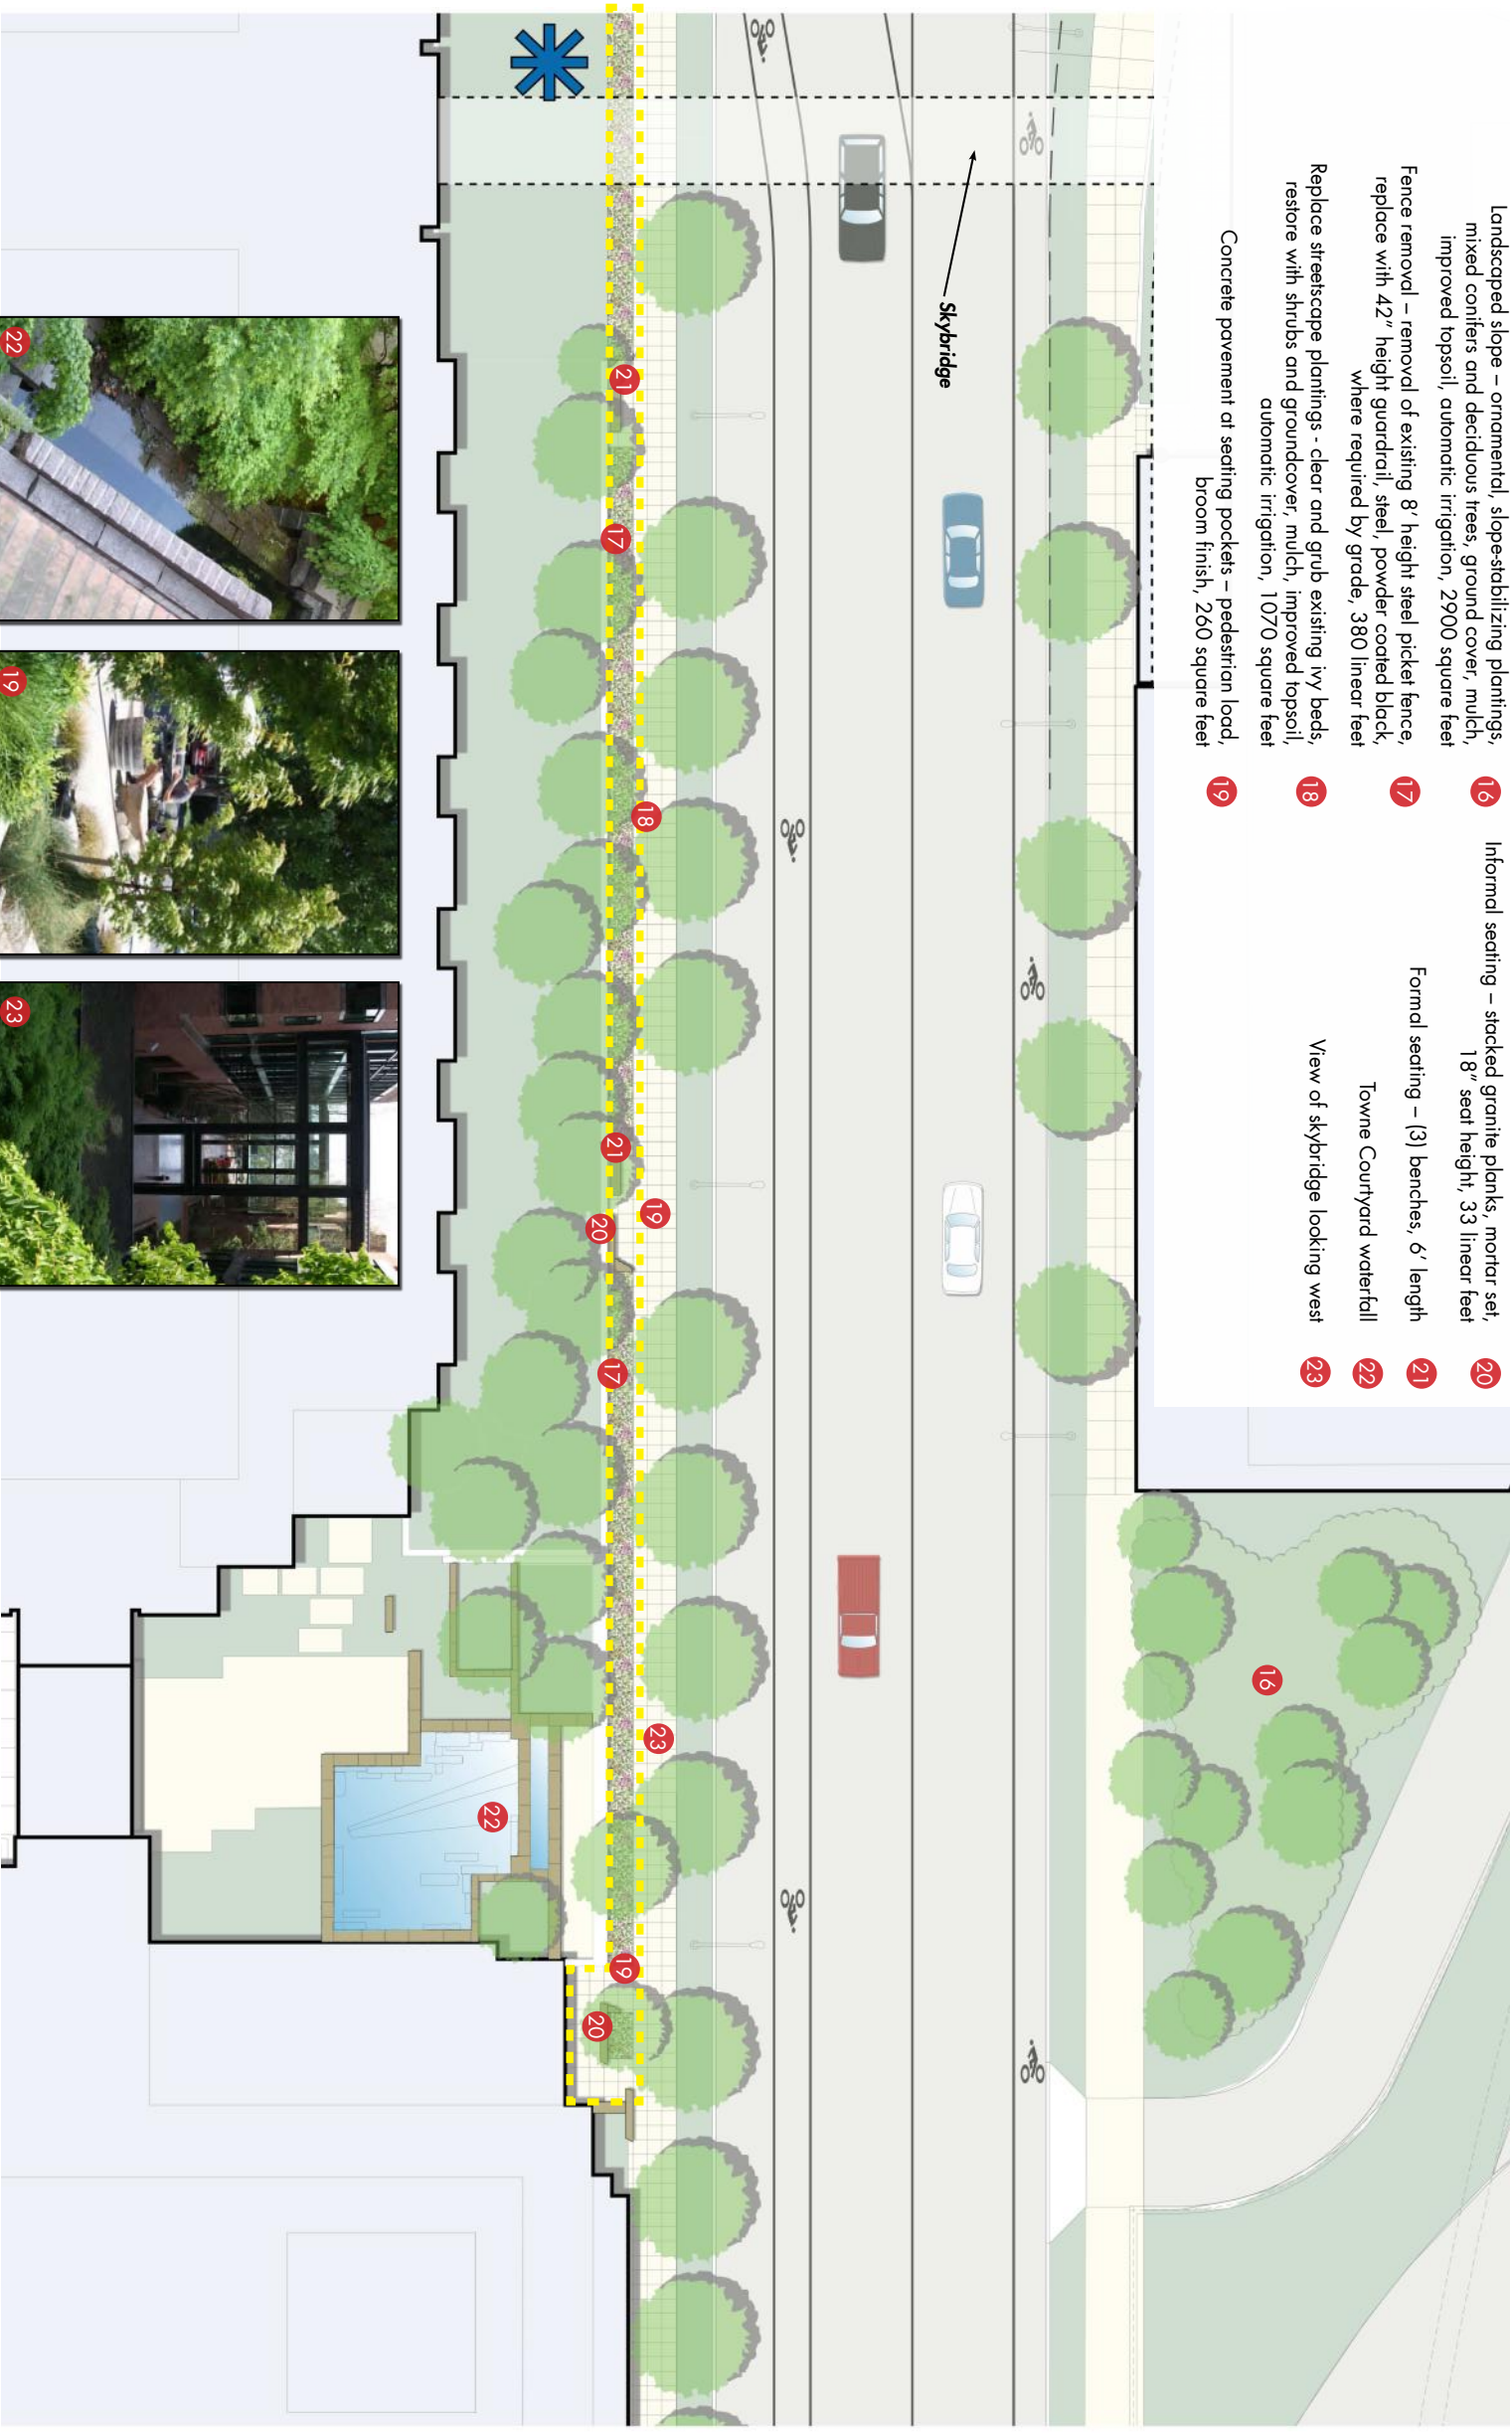 Landscaped slope – ornamental, slope-stabilizing plantings,
mixed conifers and deciduous trees, ground cover, mulch,
improved topsoil, automatic irrigation, 2900 square feet
16
Fence removal – removal of existing 8' height steel picket fence,
replace with 42" height guardrail, steel, powder coated black,
where required by grade, 380 linear feet
17
Replace streetscape plantings - clear and grub existing ivy beds,
restore with shrubs and groundcover, mulch, improved topsoil,
automatic irrigation, 1070 square feet
18
Concrete pavement at seating pockets – pedestrian load,
broom finish, 260 square feet
19
Informal seating – stacked granite planks, mortar set,
18" seat height, 33 linear feet
20
Formal seating – (3) benches, 6' length
21
Towne Courtyard waterfall
22
View of skybridge looking west
23
16
Skybridge
21
17
18
21
19
20
17
23
22
19
20
22
19
23